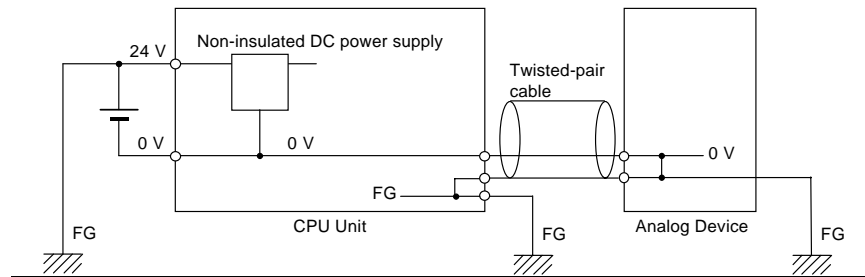 Non-insulated DC power supply
24 V
Twisted-pair
cable
0 V
0 V
0 V
FG
CPU Unit
Analog Device
FG
FG
FG